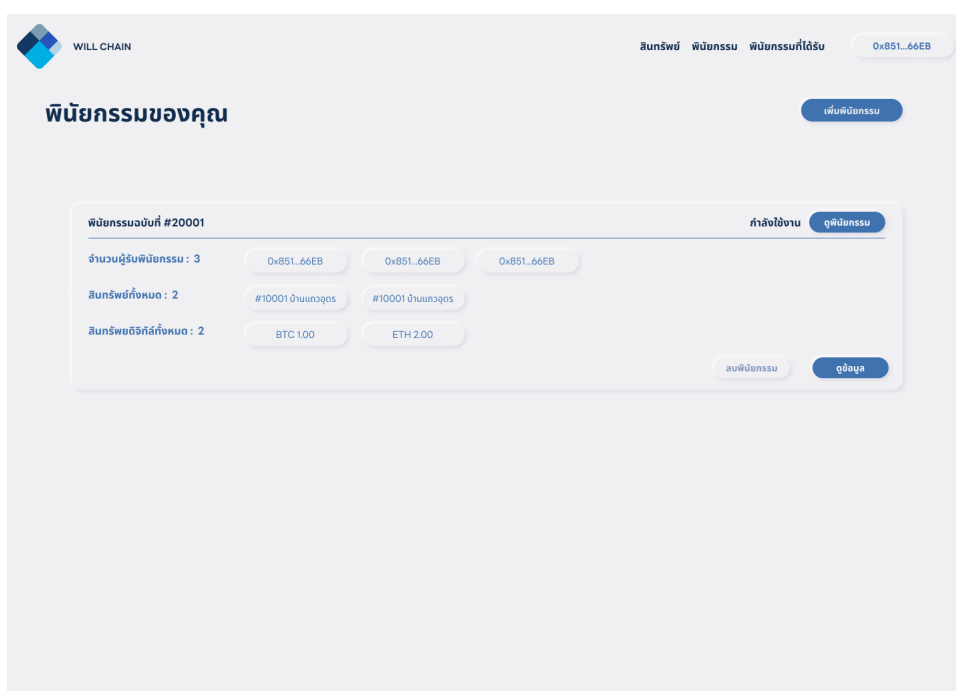 WILL CHAIN
สินทรัพย์ พินัยกรรม พินัยกรรมที่ได้รับ 0x851...66EB
พินัยกรรมของคุณ
เพิ่มพินัยกรรม
พินัยกรรมฉบับที่ #20001
กำลังใช้งาน ดูพินัยกรรม
จำนวนผู้รับพินัยกรรม : 3 0x851...66EB 0x851...66EB 0x851...66EB
สินทรัพย์ทั้งหมด : 2 #10001 บ้านแถวอุดร #10001 บ้านแถวอุดร
สินทรัพยดิจิทัล์ทั้งหมด : 2 BTC 1.00 ETH 2.00
ลบพินัยกรรม ดูข้อมูล